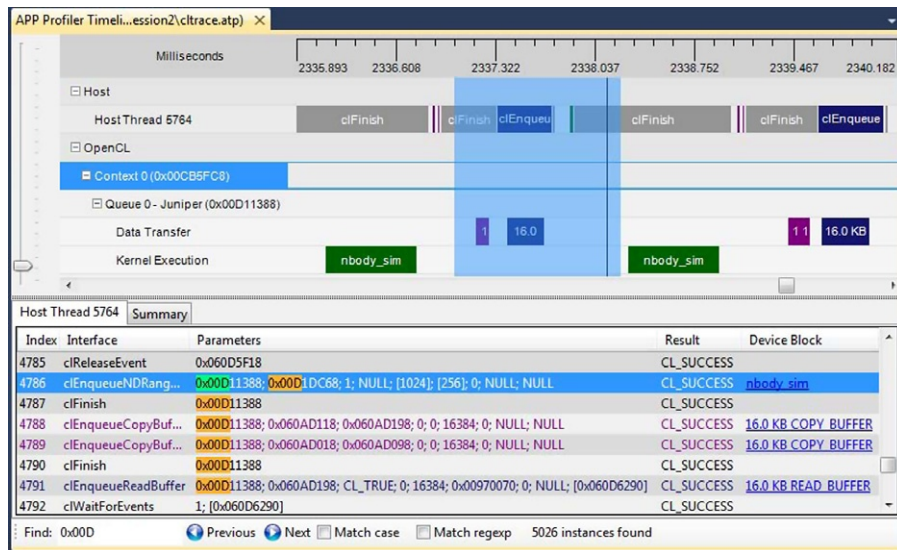 APP Profiler Timeli...ession2\cltrace.atp) ×
Milliseconds
2335.893 2336.608 2337.322 2338.037 2338.752 2339.467 2340.182
Host
Host Thread 5764 clFinish clFinish clEnqueu clFinish clFinish clEnqueue
OpenCL
Context 0 (0x00CB5FC8)
Queue 0 - Juniper (0x00D11388)
Data Transfer 1 16.0 1 1 16.0 KB
Kernel Execution nbody_sim nbody_sim
Host Thread 5764 Summary
Index Interface Parameters Result Device Block
4785 clReleaseEvent 0x060D5F18 CL_SUCCESS
4786 clEnqueueNDRang... 0x00D11388; 0x00D1DC68; 1; NULL; [1024]; [256]; 0; NULL; NULL CL_SUCCESS nbody_sim
4787 clFinish 0x00D11388 CL_SUCCESS
4788 clEnqueueCopyBuf... 0x00D11388; 0x060AD118; 0x060AD198; 0; 0; 16384; 0; NULL; NULL CL_SUCCESS 16.0 KB COPY_BUFFER
4789 clEnqueueCopyBuf... 0x00D11388; 0x060AD018; 0x060AD098; 0; 0; 16384; 0; NULL; NULL CL_SUCCESS 16.0 KB COPY_BUFFER
4790 clFinish 0x00D11388 CL_SUCCESS
4791 clEnqueueReadBuffer 0x00D11388; 0x060AD198; CL_TRUE; 0; 16384; 0x00970070; 0; NULL; [0x060D6290] CL_SUCCESS 16.0 KB READ_BUFFER
4792 clWaitForEvents 1; [0x060D6290] CL_SUCCESS
Find: 0x00D Previous Next Match case Match regexp 5026 instances found